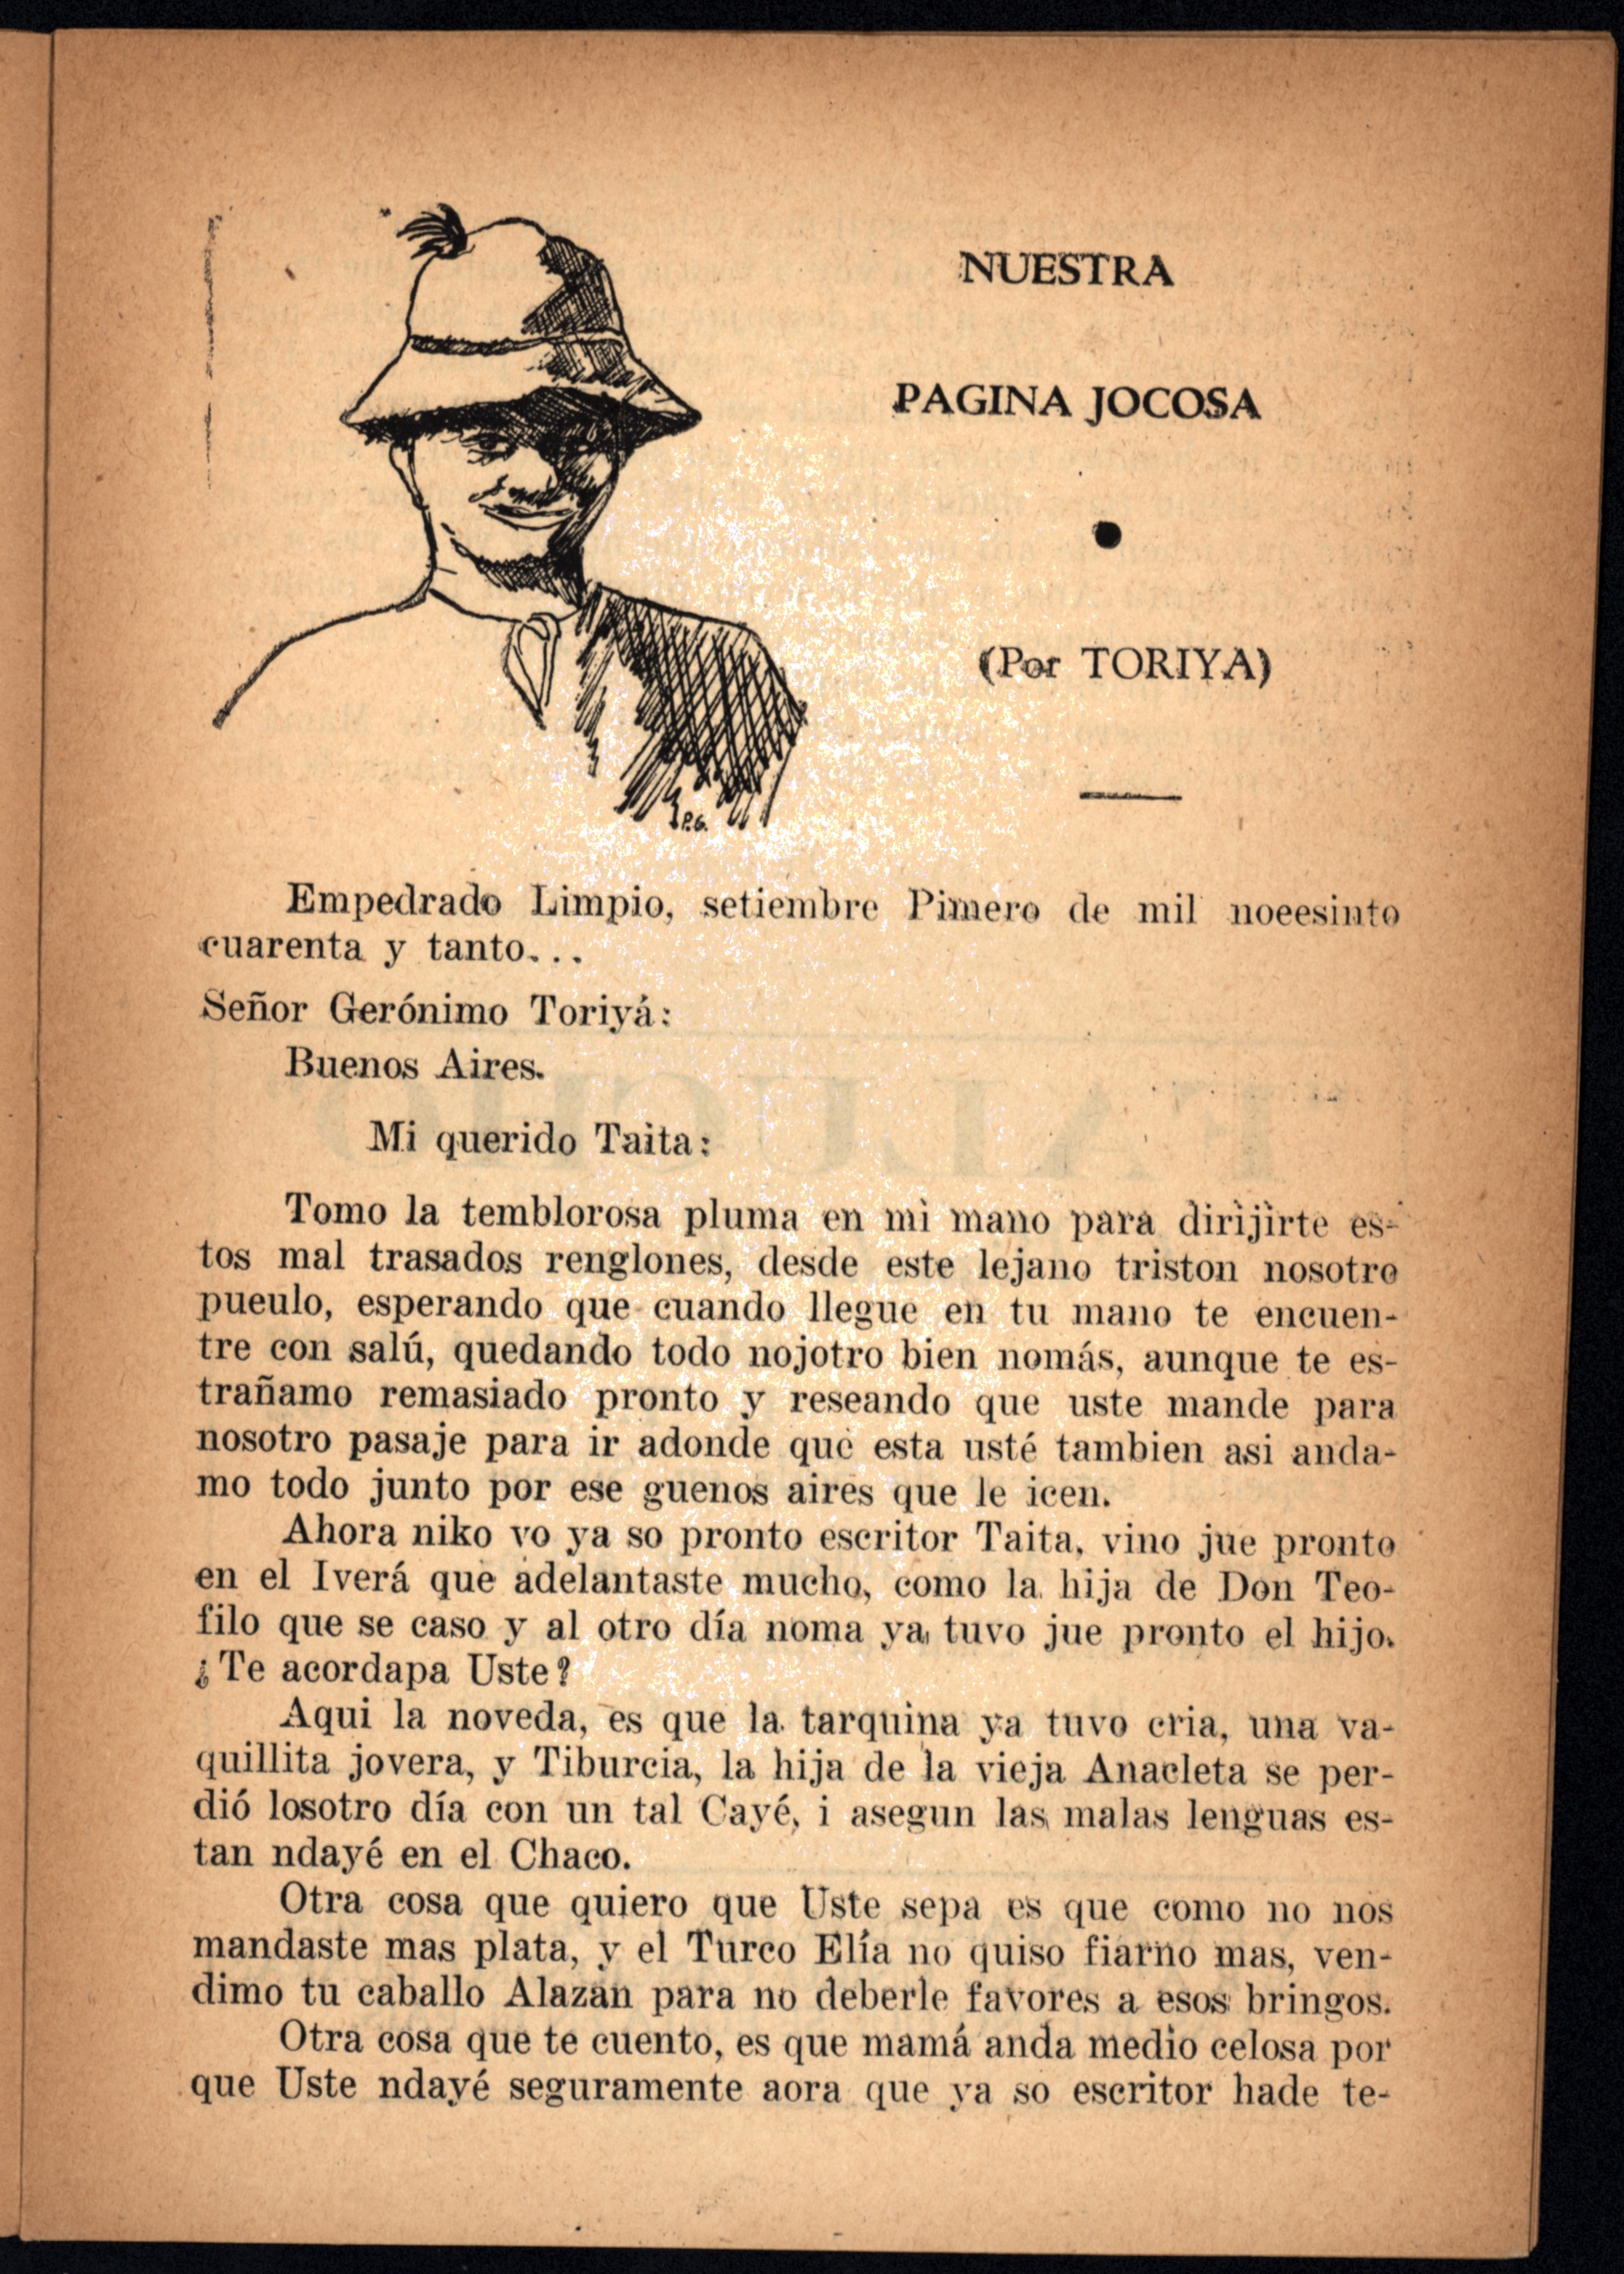 NUESTRA
PAGINA JOCOSA
(Por TORIYA)
P.G.
Empedrado Limpio, setiembre Pimero de mil noeesinto
cuarenta y tanto...
Señor Gerónimo Toriyá:
Buenos Aires.
Mi querido Taita:
Tomo la temblorosa pluma en mi mano para dirijirte es-
tos mal trasados renglones, desde este lejano triston nosotro
pueulo, esperando que cuando llegue en tu mano te encuen-
tre con salú, quedando todo nojotro bien nomás, aunque te es-
trañamo remasiado pronto y reseando que uste mande para
nosotro pasaje para ir adonde que esta usté tambien asi anda-
mo todo junto por ese guenos aires que le icen.
Ahora niko vo ya so pronto escritor Taita, vino jue pronto
en el Iverá que adelantaste mucho, como la hija de Don Teo-
filo que se caso y al otro día noma ya tuvo jue pronto el hijo.
¿Te acordapa Uste?
Aqui la noveda, es que la tarquina ya tuvo cria, una va-
quillita jovera, y Tiburcia, la hija de la vieja Anacleta se per-
dió losotro día con un tal Cayé, i asegun las malas lenguas es-
tan ndayé en el Chaco.
Otra cosa que quiero que Uste sepa es que como no nos
mandaste mas plata, y el Turco Elía no quiso fiarno mas, ven-
dimo tu caballo Alazan para no deberle favores a esos bringos.
Otra cosa que te cuento, es que mamá anda medio celosa por
que Uste ndayé seguramente aora que ya so escritor hade te-